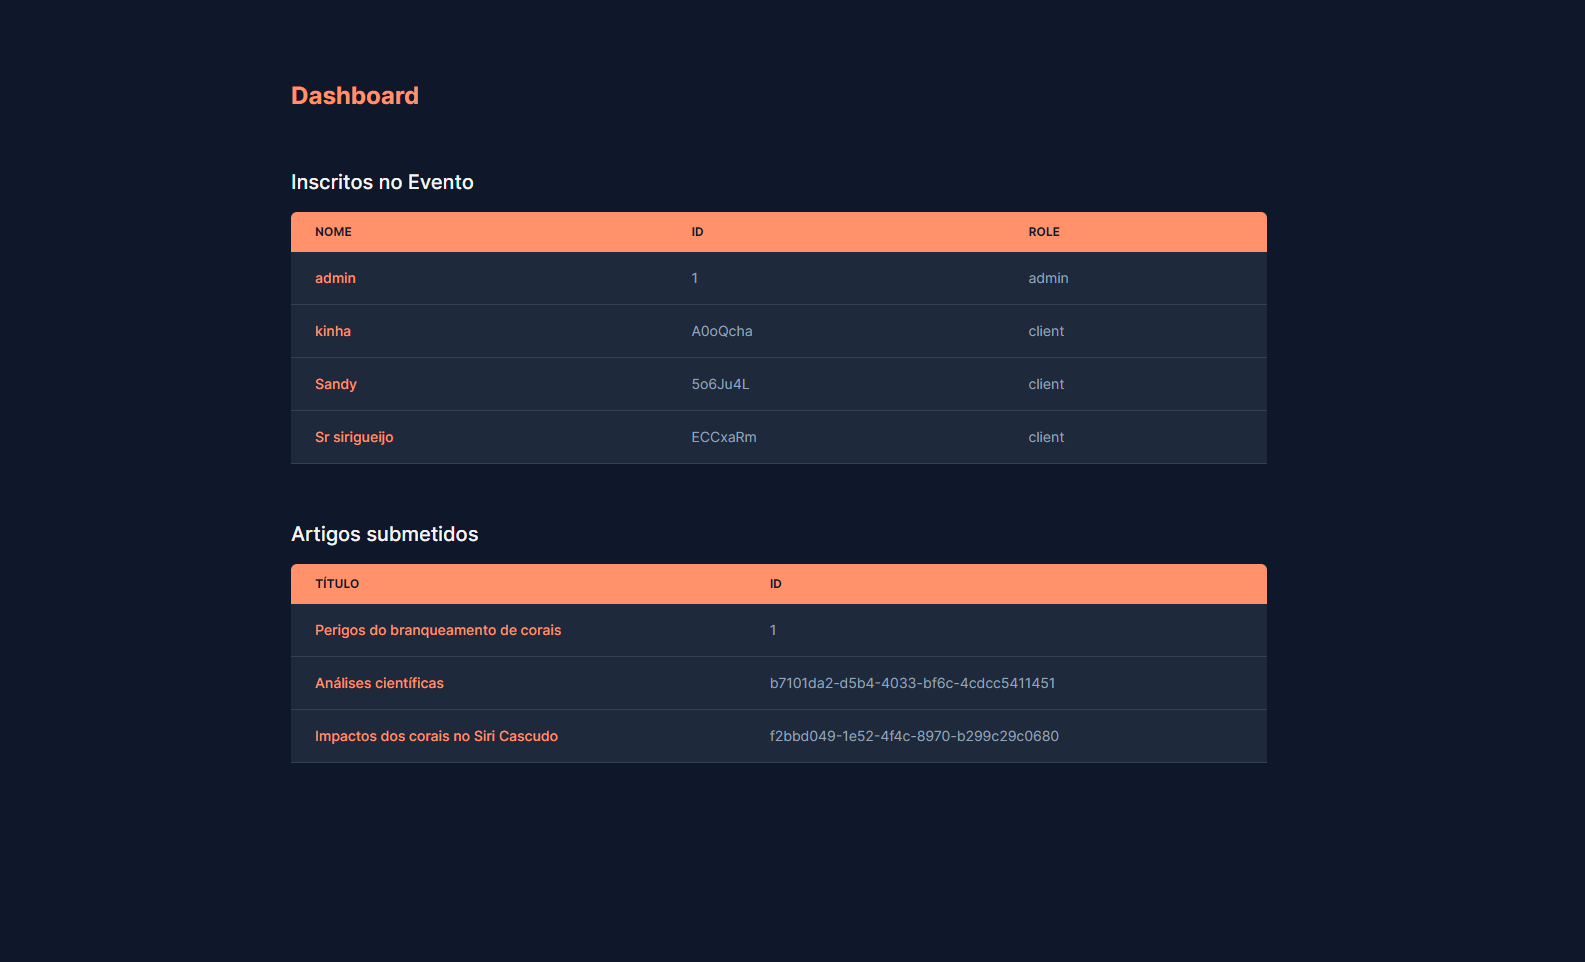 Dashboard
Inscritos no Evento
NOME ID ROLE
admin 1 admin
kinha A0oQcha client
Sandy 5o6Ju4L client
Sr sirigueijo ECCxaRm client
Artigos submetidos
TÍTULO ID
Perigos do branqueamento de corais 1
Análises científicas b7101da2-d5b4-4033-bf6c-4cdcc5411451
Impactos dos corais no Siri Cascudo f2bbd049-1e52-4f4c-8970-b299c29c0680